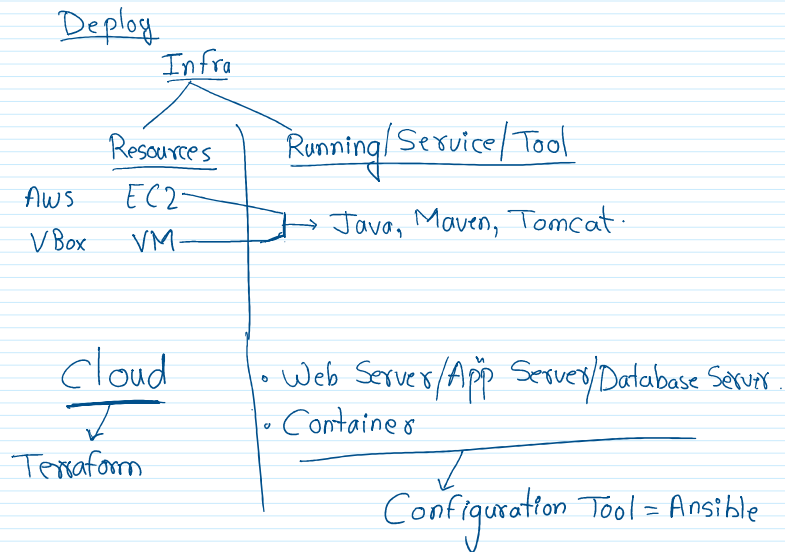 Deploy
Infra
Resources Running/Service/Tool
Aws EC2
VBox VM
Java, Maven, Tomcat.
Cloud
• Web Server/App Server/Database Server.
• Container
Terraform
Configuration Tool = Ansible